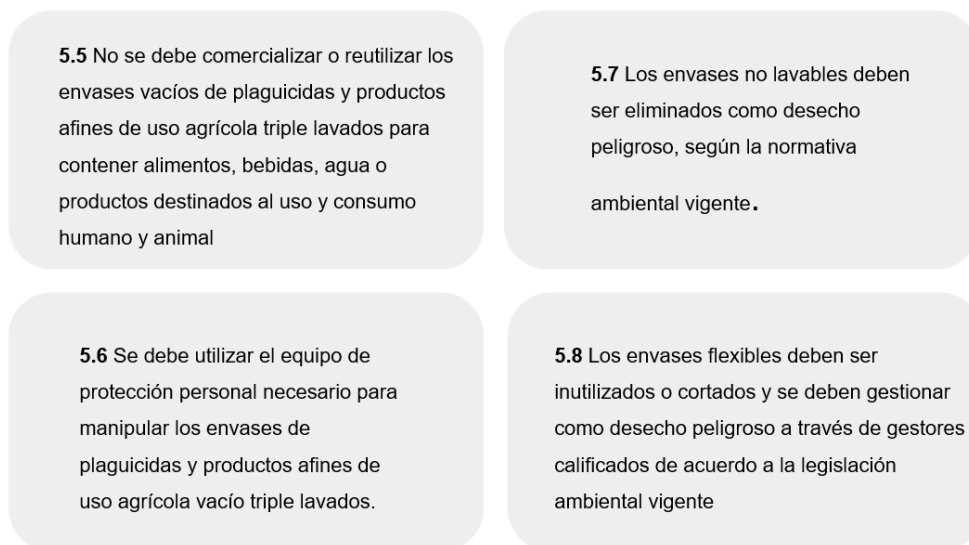 5.5 No se debe comercializar o reutilizar los
envases vacíos de plaguicidas y productos
afines de uso agrícola triple lavados para
contener alimentos, bebidas, agua o
productos destinados al uso y consumo
humano y animal
5.7 Los envases no lavables deben
ser eliminados como desecho
peligroso, según la normativa
ambiental vigente.
5.6 Se debe utilizar el equipo de
protección personal necesario para
manipular los envases de
plaguicidas y productos afines de
uso agrícola vacío triple lavados.
5.8 Los envases flexibles deben ser
inutilizados o cortados y se deben gestionar
como desecho peligroso a través de gestores
calificados de acuerdo a la legislación
ambiental vigente